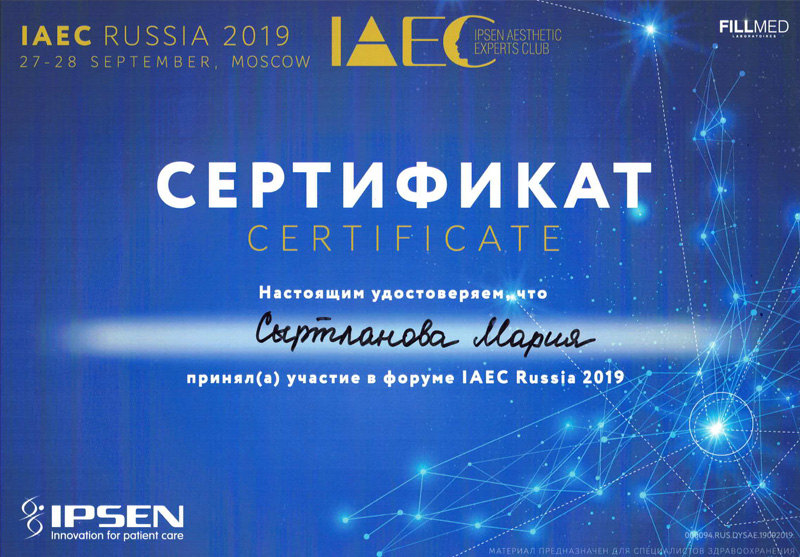 IAEC RUSSIA 2019
27-28 SEPTEMBER, MOSCOW
IAEC
IPSEN AESTHETIC
EXPERTS CLUB
FILLMED
LABORATOIRES
СЕРТИФИКАТ
CERTIFICATE
Настоящим удостоверяем, что
Сыртланова Мария
принял(а) участие в форуме IAEC Russia 2019
IPSEN
Innovation for patient care
000094.RUS.DYSAE.19092019
МАТЕРИАЛ ПРЕДНАЗНАЧЕН ДЛЯ СПЕЦИАЛИСТОВ ЗДРАВООХРАНЕНИЯ